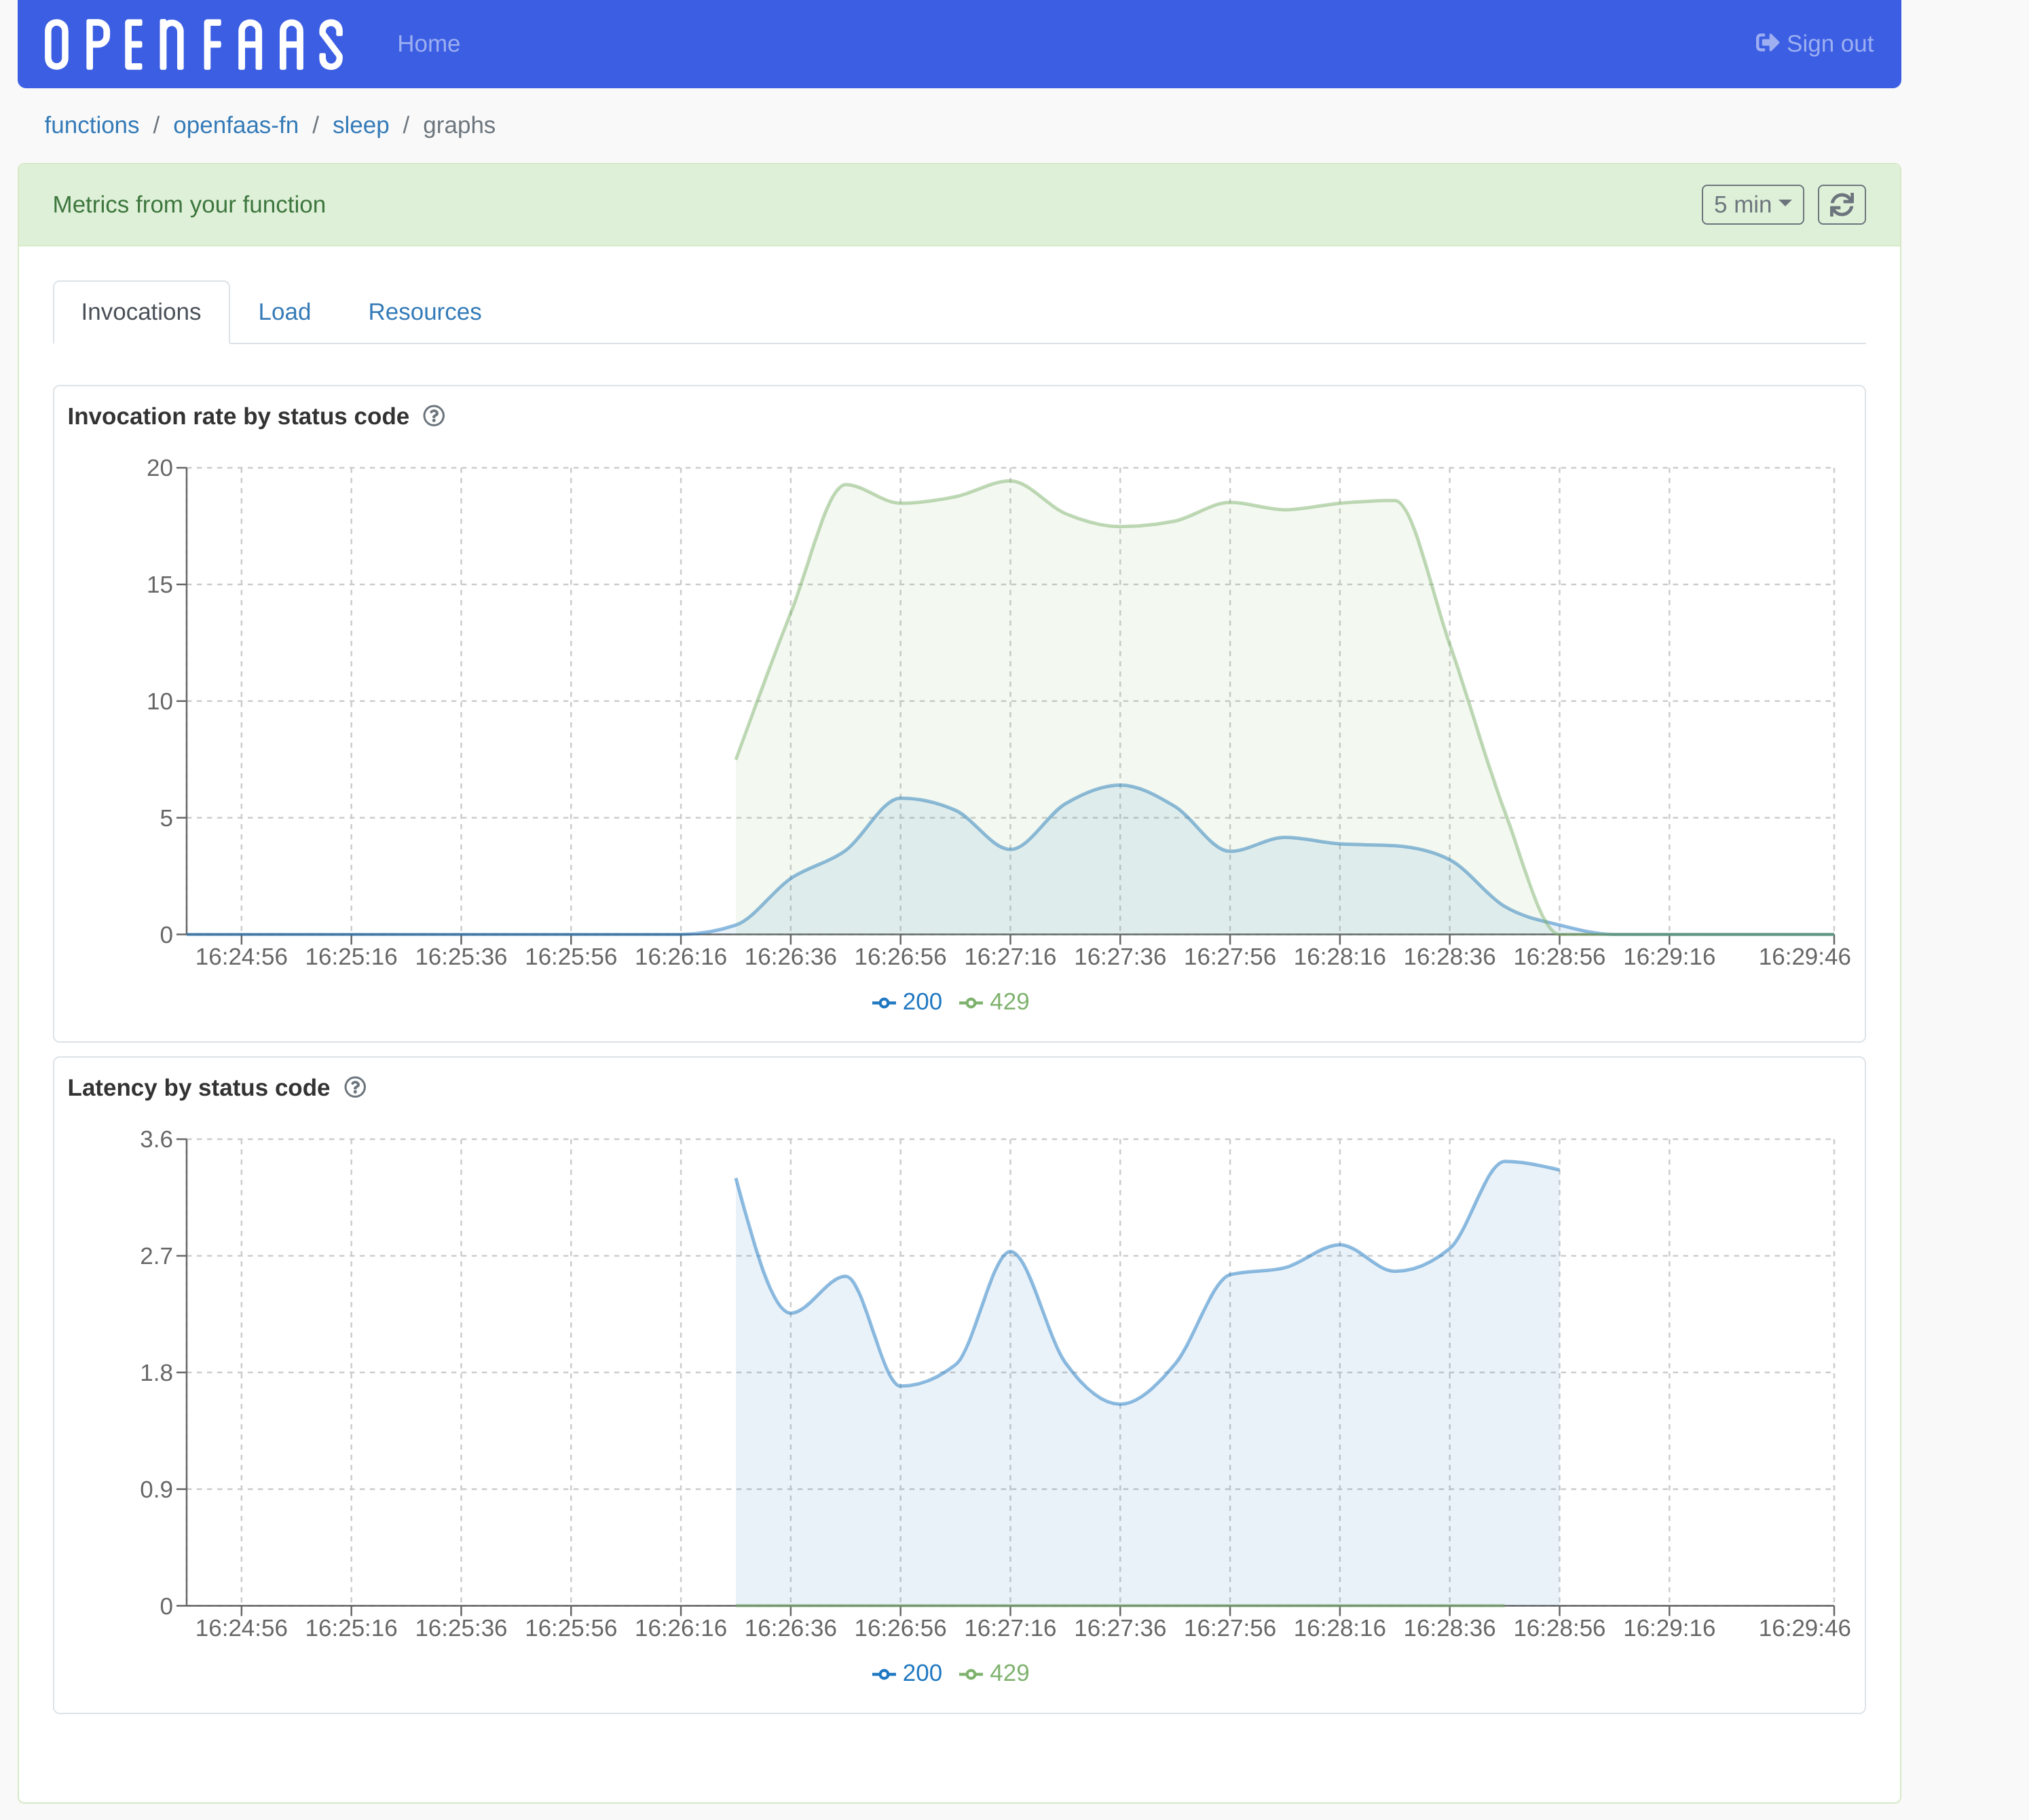 OPENFAAS Home Sign out
functions / openfaas-fn / sleep / graphs
Metrics from your function 5 min
Invocations Load Resources
Invocation rate by status code ?
20
15
10
5
0
16:24:56 16:25:16 16:25:36 16:25:56 16:26:16 16:26:36 16:26:56 16:27:16 16:27:36 16:27:56 16:28:16 16:28:36 16:28:56 16:29:16 16:29:46
200 429
Latency by status code ?
3.6
2.7
1.8
0.9
0
16:24:56 16:25:16 16:25:36 16:25:56 16:26:16 16:26:36 16:26:56 16:27:16 16:27:36 16:27:56 16:28:16 16:28:36 16:28:56 16:29:16 16:29:46
200 429